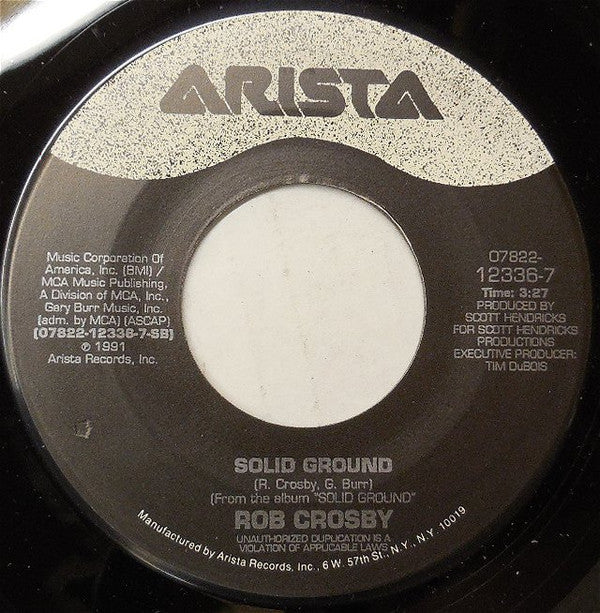 ARISTA
Music Corporation Of
America, Inc. (BMI) /
MCA Music Publishing,
A Division of MCA, Inc.,
Gary Burr Music, Inc.
(adm. by MCA) (ASCAP)
(07822-12336-7-SB)
℗ 1991
Arista Records, Inc.
07822-
12336-7
Time: 3:27
PRODUCED BY
SCOTT HENDRICKS
FOR SCOTT HENDRICKS
PRODUCTIONS
EXECUTIVE PRODUCER:
TIM DuBOIS
SOLID GROUND
(R. Crosby, G. Burr)
(From the album "SOLID GROUND"
ROB CROSBY
UNAUTHORIZED DUPLICATION IS A
VIOLATION OF APPLICABLE LAWS
Manufactured by Arista Records, Inc., 6 W. 57th St., N.Y., N.Y. 10019